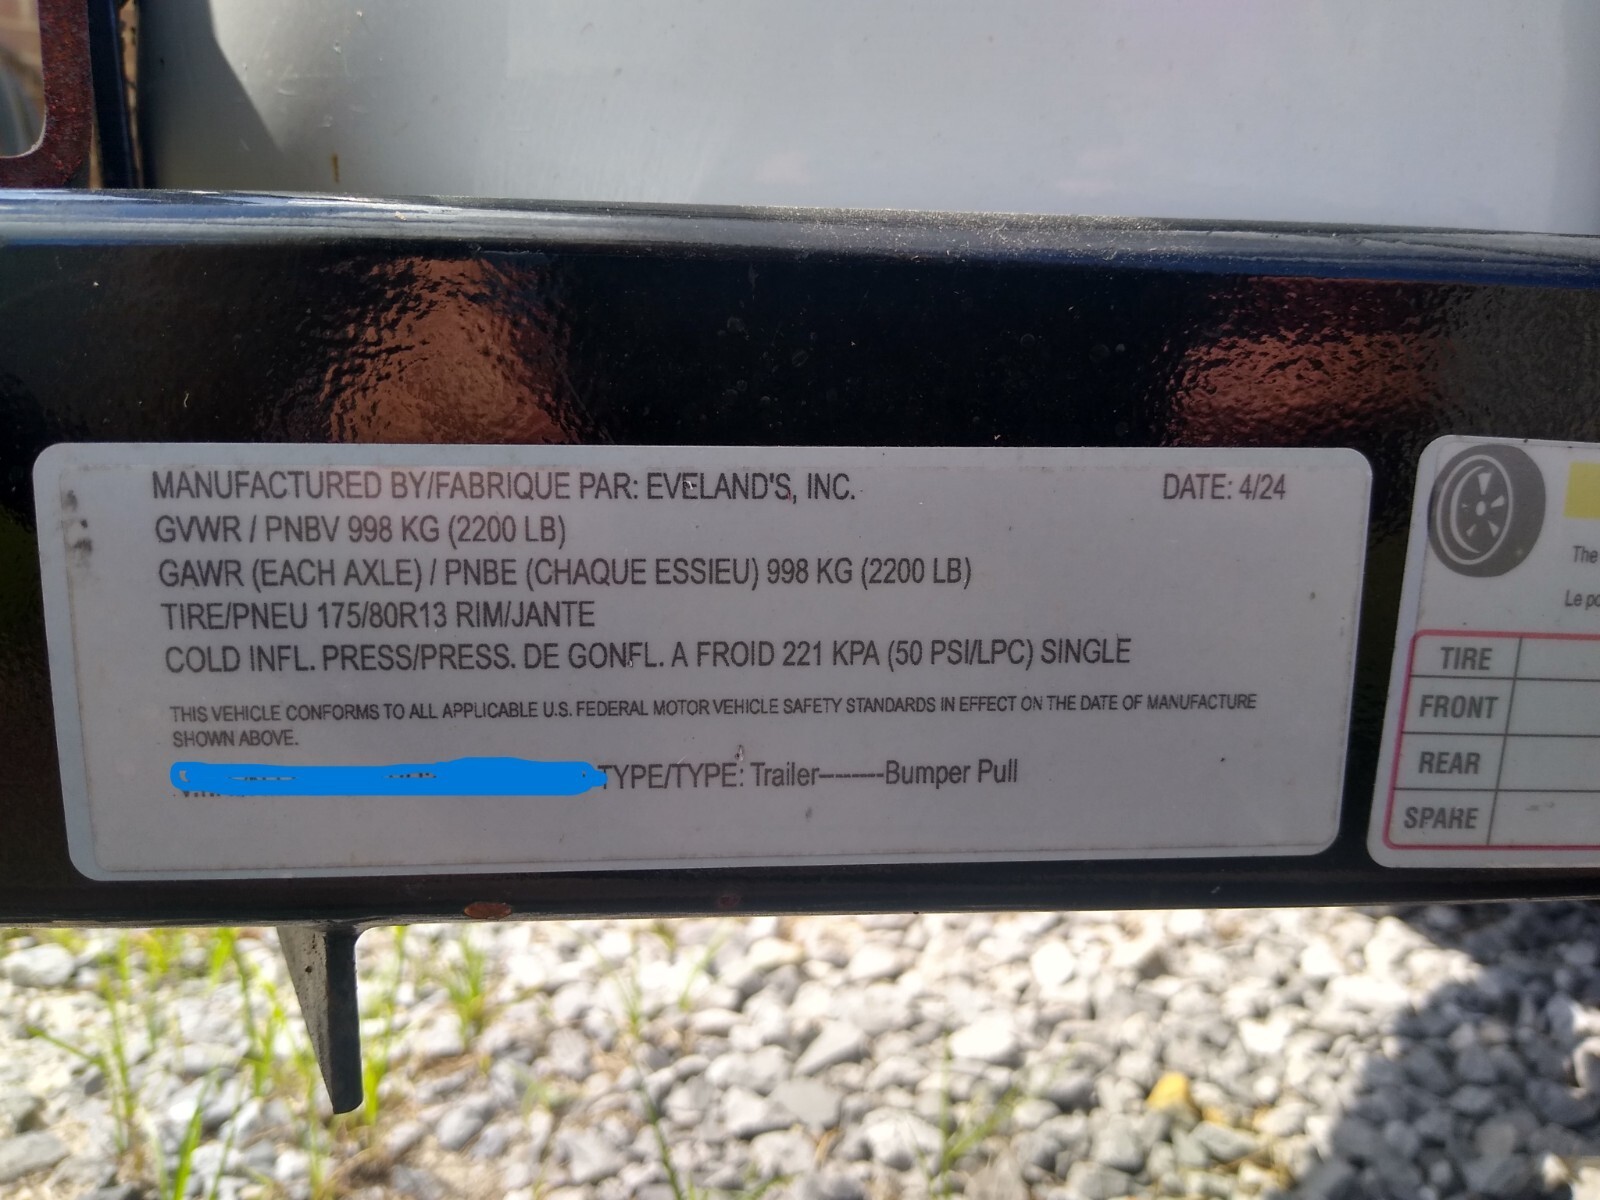 MANUFACTURED BY/FABRIQUE PAR: EVELAND'S, INC. DATE: 4/24
GVWR / PNBV 998 KG (2200 LB)
GAWR (EACH AXLE) / PNBE (CHAQUE ESSIEU) 998 KG (2200 LB)
TIRE/PNEU 175/80R13 RIM/JANTE
COLD INFL. PRESS/PRESS. DE GONFL. A FROID 221 KPA (50 PSI/LPC) SINGLE
THIS VEHICLE CONFORMS TO ALL APPLICABLE U.S. FEDERAL MOTOR VEHICLE SAFETY STANDARDS IN EFFECT ON THE DATE OF MANUFACTURE
SHOWN ABOVE.
TYPE/TYPE: Trailer-------Bumper Pull
The
Le
TIRE
FRONT
REAR
SPARE